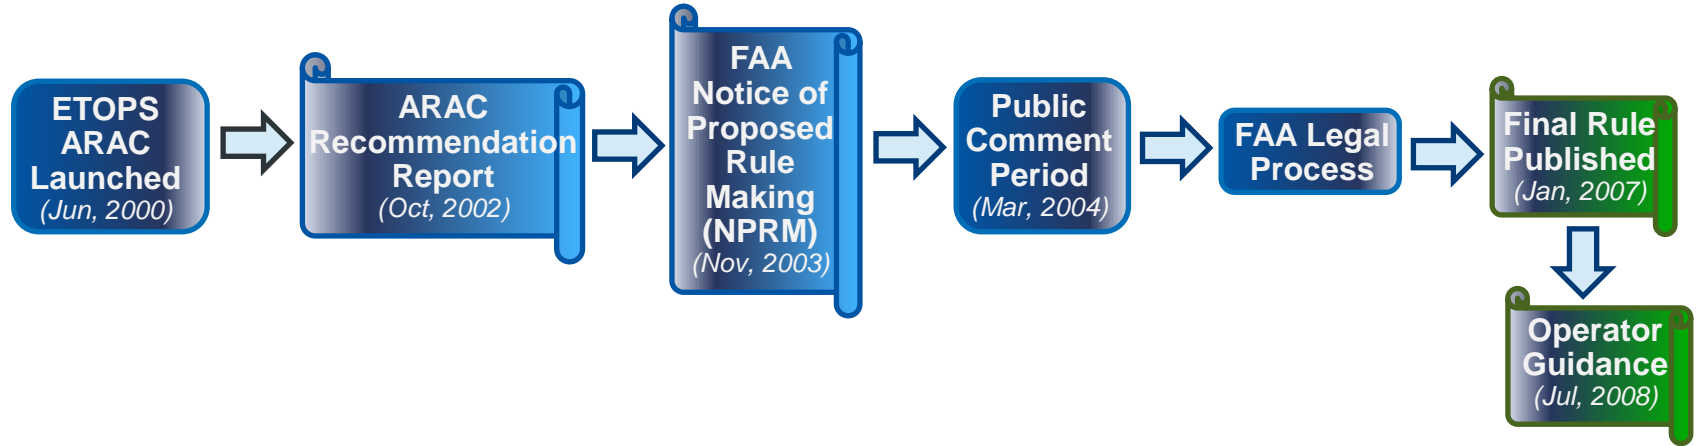 ETOPS
ARAC
Launched
(Jun, 2000)
ARAC
Recommendation
Report
(Oct, 2002)
FAA
Notice of
Proposed
Rule
Making
(NPRM)
(Nov, 2003)
Public
Comment
Period
(Mar, 2004)
FAA Legal
Process
Final Rule
Published
(Jan, 2007)
Operator
Guidance
(Jul, 2008)